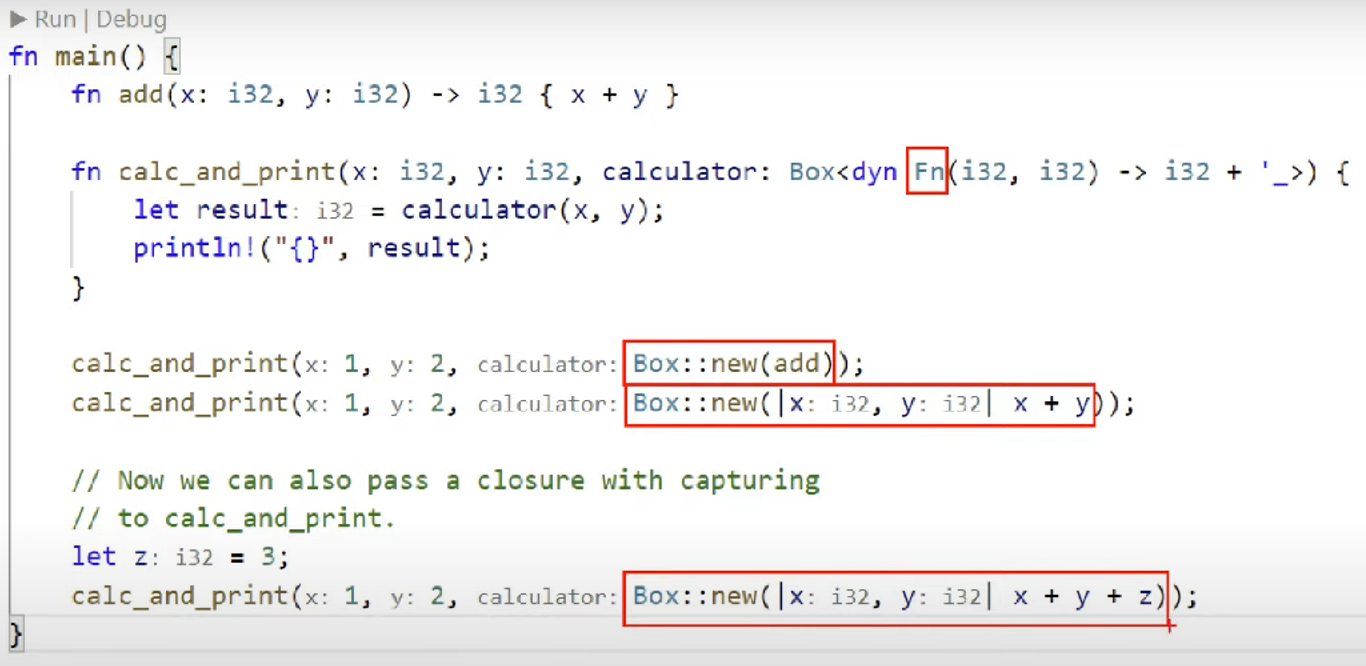 ▶ Run | Debug
fn main() {
    fn add(x: i32, y: i32) -> i32 { x + y }
    fn calc_and_print(x: i32, y: i32, calculator: Box<dyn Fn(i32, i32) -> i32 + '_>) {
        let result: i32 = calculator(x, y);
        println!("{}", result);
    }
    calc_and_print(x: 1, y: 2, calculator: Box::new(add));
    calc_and_print(x: 1, y: 2, calculator: Box::new(|x: i32, y: i32| x + y));
    // Now we can also pass a closure with capturing
    // to calc_and_print.
    let z: i32 = 3;
    calc_and_print(x: 1, y: 2, calculator: Box::new(|x: i32, y: i32| x + y + z));
}